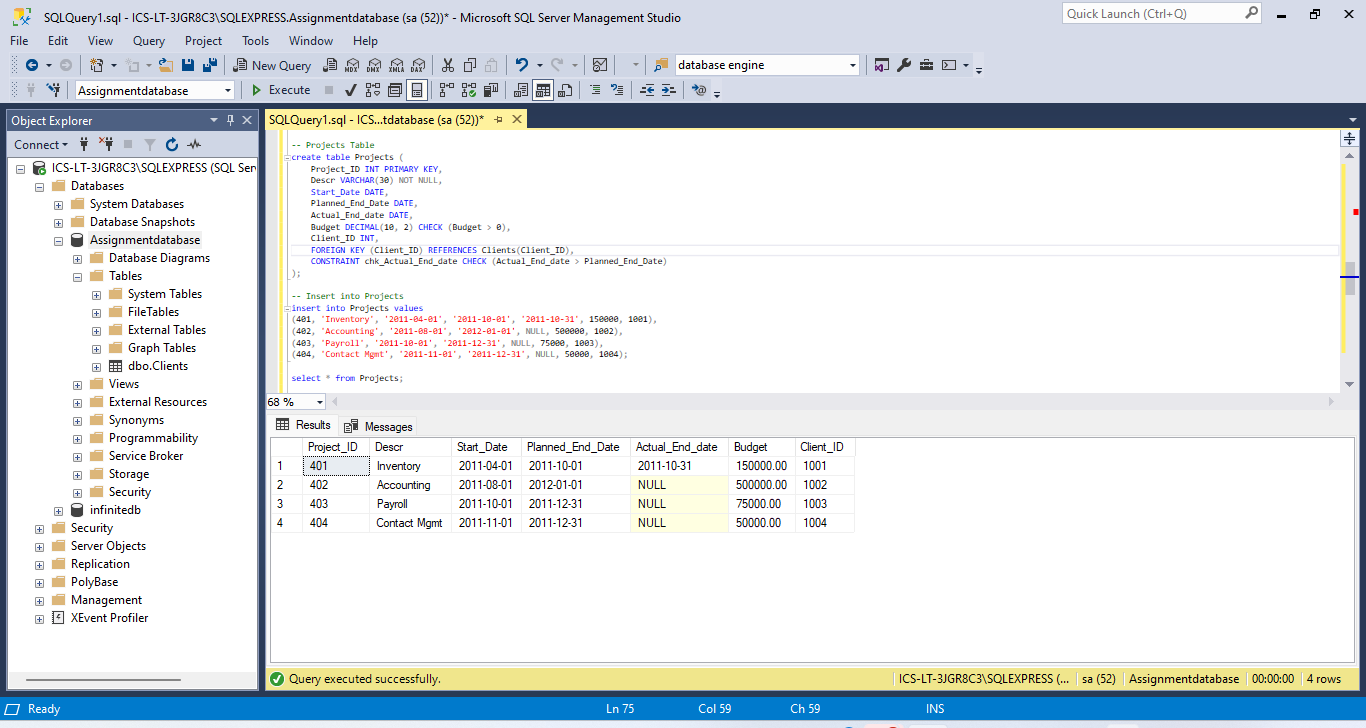 SQLQuery1.sql - ICS-LT-3JGR8C3\SQLEXPRESS.Assignmentdatabase (sa (52))* - Microsoft SQL Server Management Studio
Quick Launch (Ctrl+Q)
File Edit View Query Project Tools Window Help
New Query MDX DMX XMLA DAX database engine
Assignmentdatabase Execute
Object Explorer
Connect
ICS-LT-3JGR8C3\SQLEXPRESS (SQL Ser
Databases
System Databases
Database Snapshots
Assignmentdatabase
Database Diagrams
Tables
System Tables
FileTables
External Tables
Graph Tables
dbo.Clients
Views
External Resources
Synonyms
Programmability
Service Broker
Storage
Security
infinitedb
Security
Server Objects
Replication
PolyBase
Management
XEvent Profiler
SQLQuery1.sql - ICS...tdatabase (sa (52))*
-- Projects Table
create table Projects (
Project_ID INT PRIMARY KEY,
Descr VARCHAR(30) NOT NULL,
Start_Date DATE,
Planned_End_Date DATE,
Actual_End_date DATE,
Budget DECIMAL(10, 2) CHECK (Budget > 0),
Client_ID INT,
FOREIGN KEY (Client_ID) REFERENCES Clients(Client_ID),
CONSTRAINT chk_Actual_End_date CHECK (Actual_End_date > Planned_End_Date)
);
-- Insert into Projects
insert into Projects values
(401, 'Inventory', '2011-04-01', '2011-10-01', '2011-10-31', 150000, 1001),
(402, 'Accounting', '2011-08-01', '2012-01-01', NULL, 500000, 1002),
(403, 'Payroll', '2011-10-01', '2011-12-31', NULL, 75000, 1003),
(404, 'Contact Mgmt', '2011-11-01', '2011-12-31', NULL, 50000, 1004);
select * from Projects;
68 %
Results Messages
Project_ID Descr Start_Date Planned_End_Date Actual_End_date Budget Client_ID
1 401 Inventory 2011-04-01 2011-10-01 2011-10-31 150000.00 1001
2 402 Accounting 2011-08-01 2012-01-01 NULL 500000.00 1002
3 403 Payroll 2011-10-01 2011-12-31 NULL 75000.00 1003
4 404 Contact Mgmt 2011-11-01 2011-12-31 NULL 50000.00 1004
Query executed successfully. ICS-LT-3JGR8C3\SQLEXPRESS (... sa (52) Assignmentdatabase 00:00:00 4 rows
Ready Ln 75 Col 59 Ch 59 INS